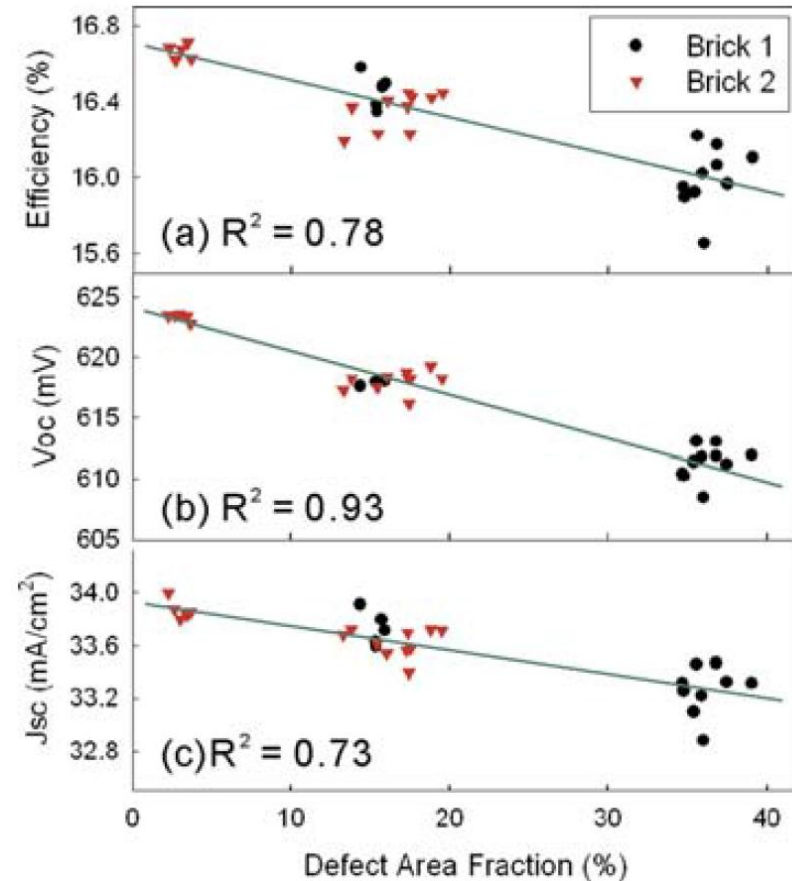 16.8
16.4
16.0
15.6
Efficiency (%)
Brick 1
Brick 2
(a) R² = 0.78
625
620
615
610
605
Voc (mV)
(b) R² = 0.93
34.0
33.6
33.2
32.8
Jsc (mA/cm²)
(c)R² = 0.73
0 10 20 30 40
Defect Area Fraction (%)